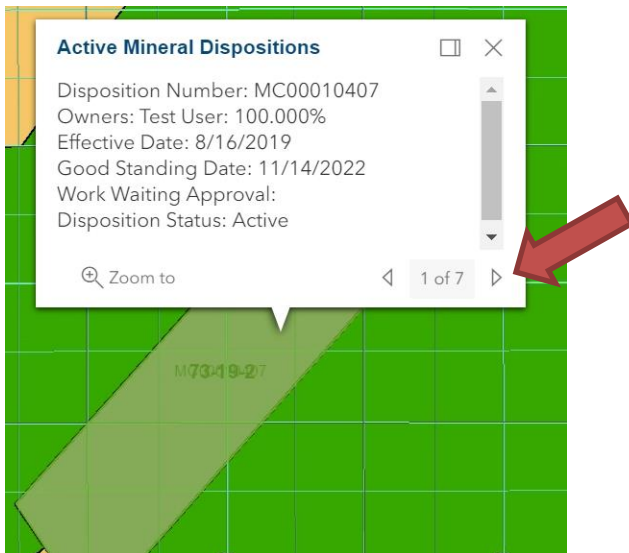 Active Mineral Dispositions
Disposition Number: MC00010407
Owners: Test User: 100.000%
Effective Date: 8/16/2019
Good Standing Date: 11/14/2022
Work Waiting Approval:
Disposition Status: Active
Zoom to
1 of 7
73-19-2